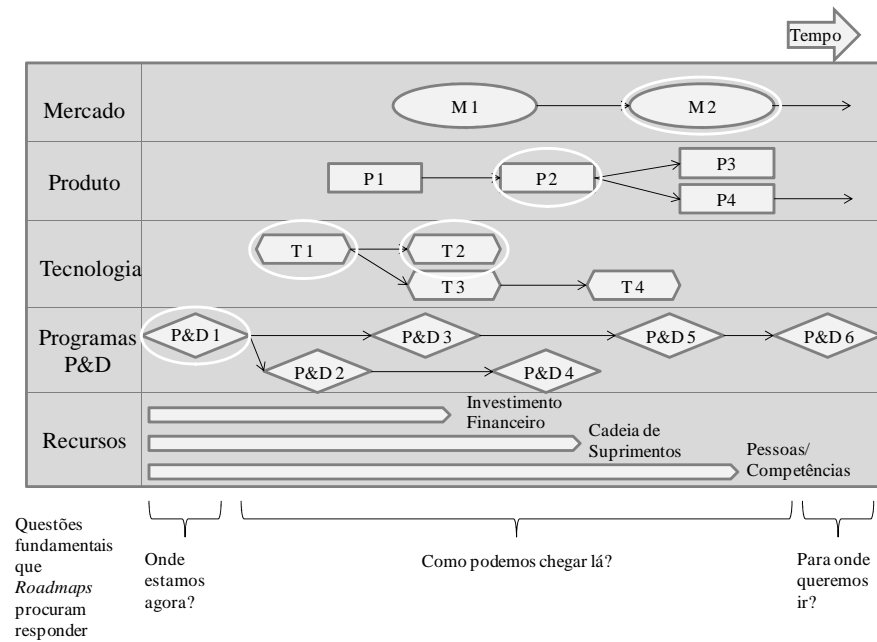 Tempo
Mercado
M 1
M 2
Produto
P 1
P 2
P 3
P 4
Tecnologia
T 1
T 2
T 3
T 4
Programas
P&D
P&D 1
P&D 3
P&D 5
P&D 6
P&D 2
P&D 4
Recursos
Investimento
Financeiro
Cadeia de
Suprimentos
Pessoas/
Competências
Questões
fundamentais
que
Roadmaps
procuram
responder
Onde
estamos
agora?
Como podemos chegar lá?
Para onde
queremos
ir?